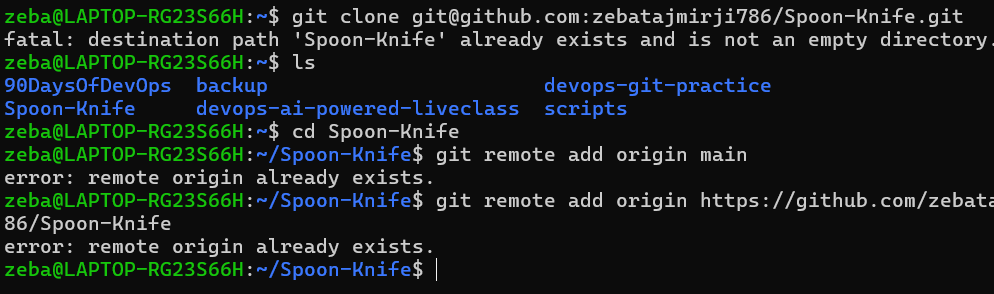 zeba@LAPTOP-RG23S66H:~$ git clone git@github.com:zebatajmirji786/Spoon-Knife.git
fatal: destination path 'Spoon-Knife' already exists and is not an empty directory.
zeba@LAPTOP-RG23S66H:~$ ls
90DaysOfDevOps  backup                       devops-git-practice
Spoon-Knife     devops-ai-powered-liveclass  scripts
zeba@LAPTOP-RG23S66H:~$ cd Spoon-Knife
zeba@LAPTOP-RG23S66H:~/Spoon-Knife$ git remote add origin main
error: remote origin already exists.
zeba@LAPTOP-RG23S66H:~/Spoon-Knife$ git remote add origin https://github.com/zebata
86/Spoon-Knife
error: remote origin already exists.
zeba@LAPTOP-RG23S66H:~/Spoon-Knife$